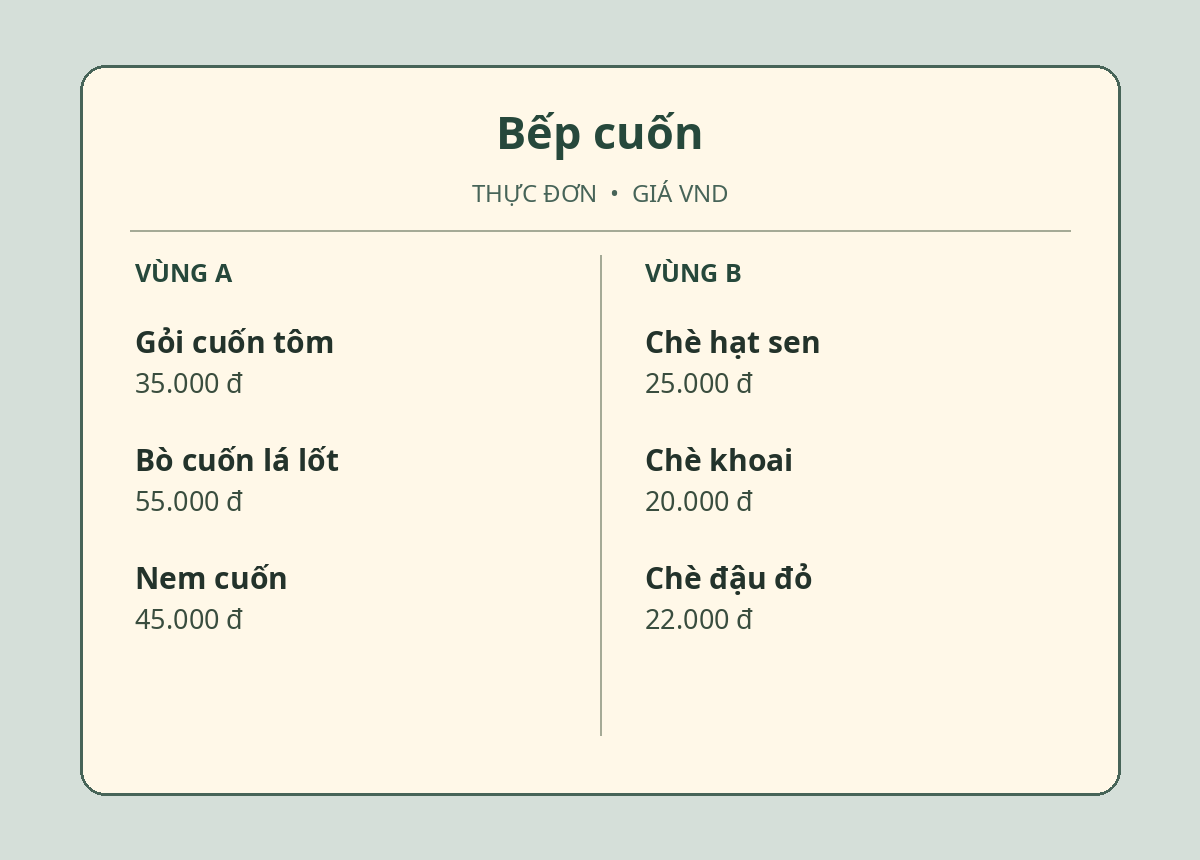 Bếp cuốn
THỰC ĐƠN • GIÁ VND
VÙNG A
Gỏi cuốn tôm
35.000 đ
Bò cuốn lá lốt
55.000 đ
Nem cuốn
45.000 đ
VÙNG B
Chè hạt sen
25.000 đ
Chè khoai
20.000 đ
Chè đậu đỏ
22.000 đ